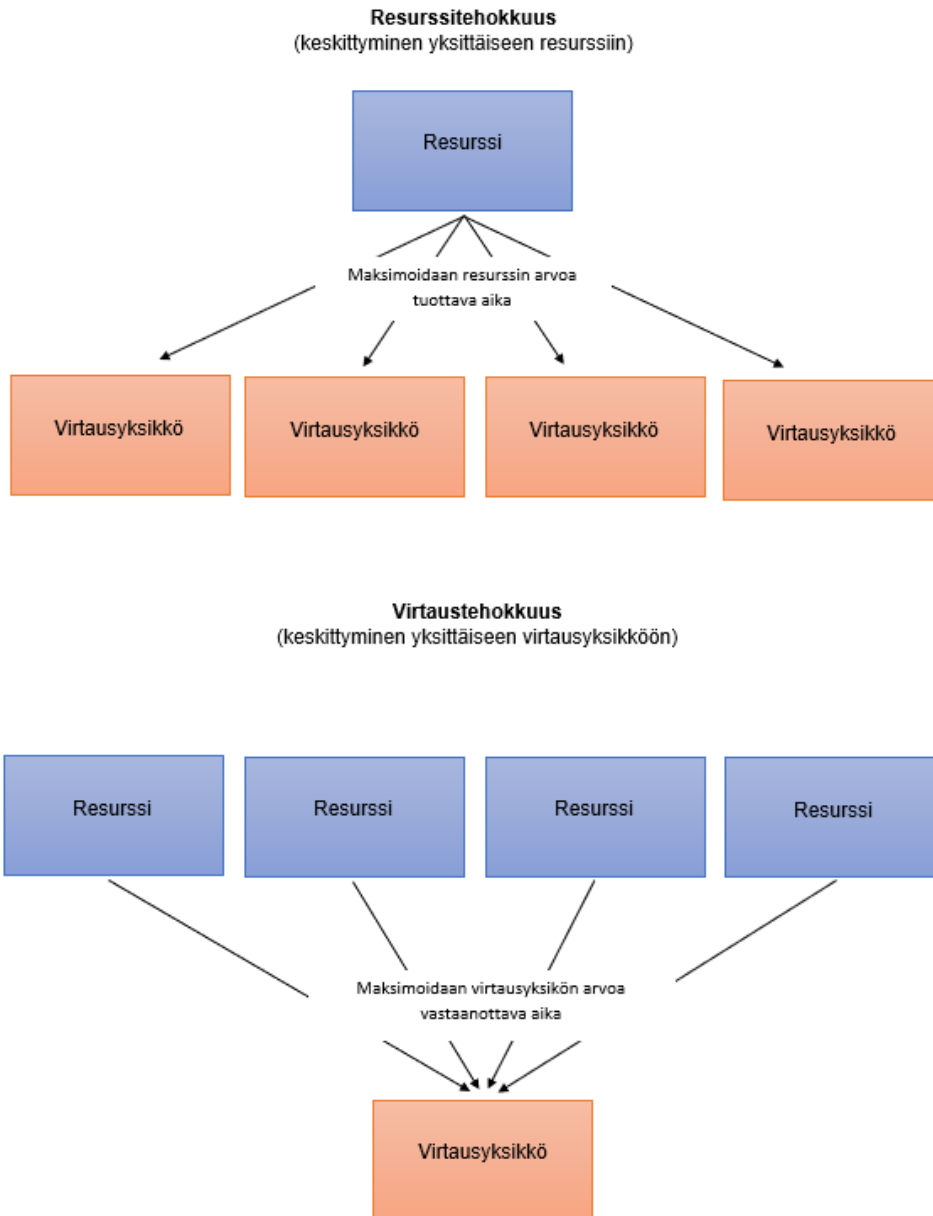 Resurssitehokkuus
(keskittyminen yksittäiseen resurssiin)
Resurssi
Maksimoidaan resurssin arvoa
tuottava aika
Virtausyksikkö
Virtausyksikkö
Virtausyksikkö
Virtausyksikkö
Virtaustehokkuus
(keskittyminen yksittäiseen virtausyksikköön)
Resurssi
Resurssi
Resurssi
Resurssi
Maksimoidaan virtausyksikön arvoa
vastaanottava aika
Virtausyksikkö